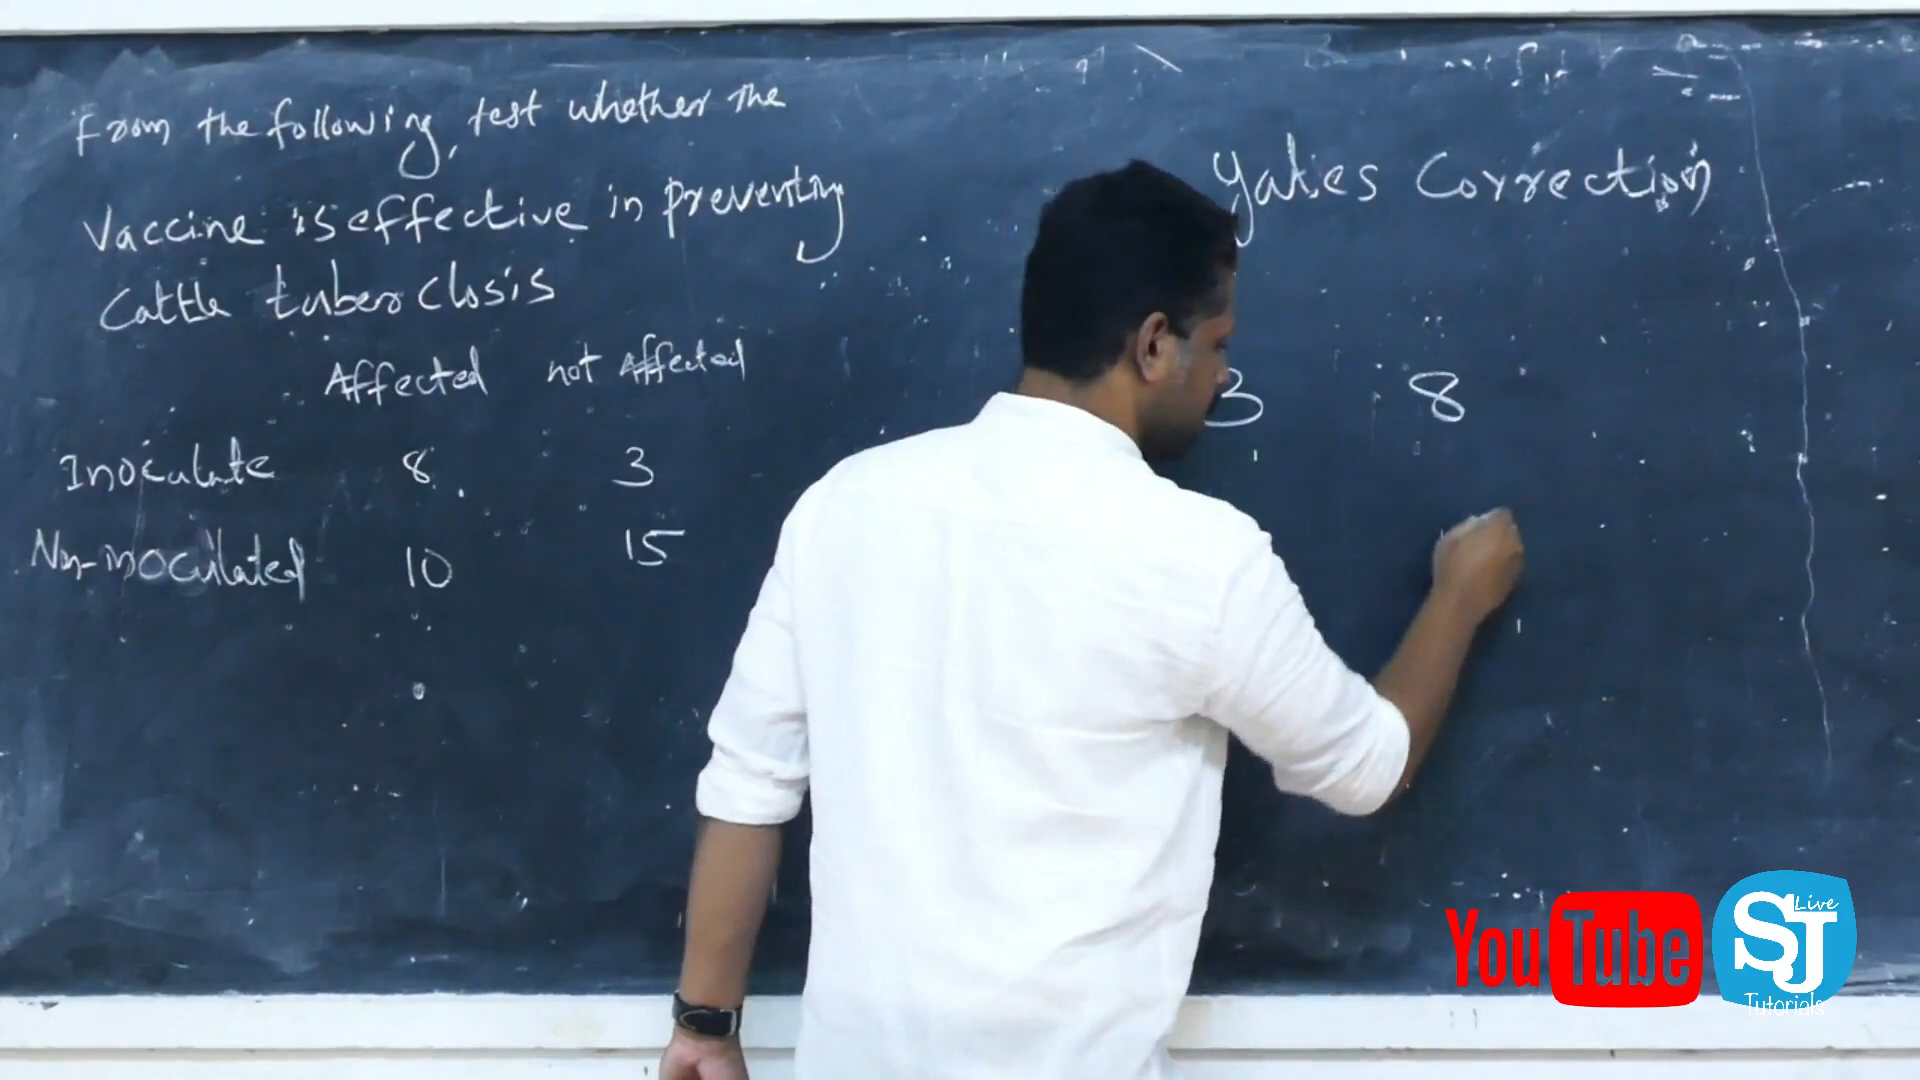 From the following, test whether the
Vaccine is effective in preventing
Cattle tuberclosis
Affected not Affected
Inoculate 8 3
Non-inoculated 10 15
Yates Correction
3 8
YouTube
SJ Live
Tutorials